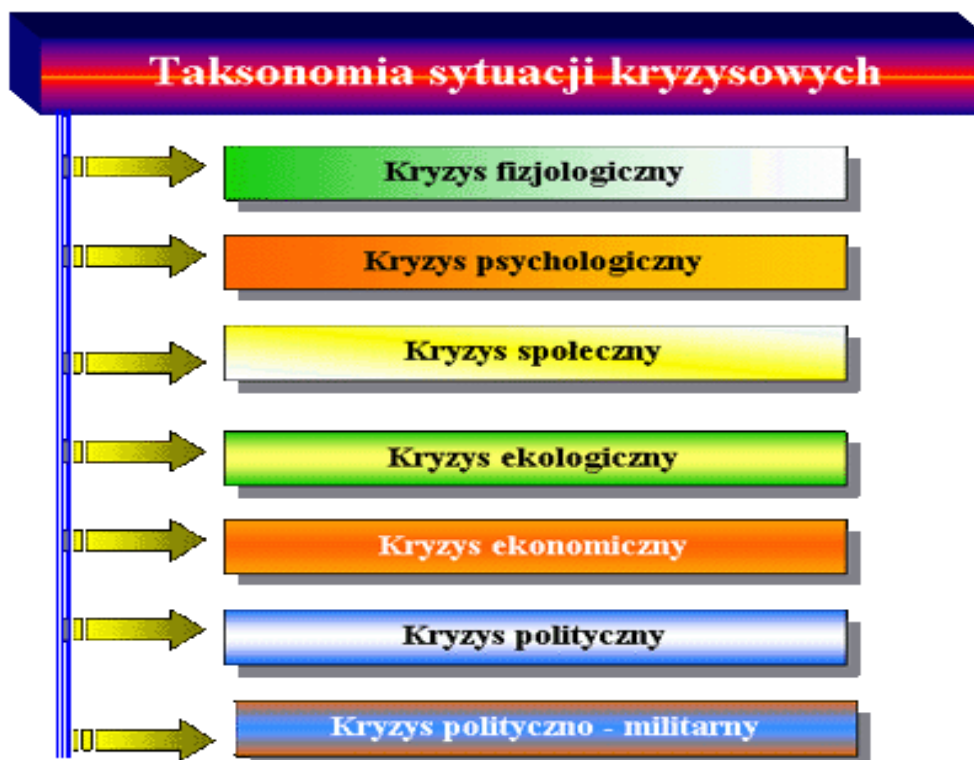 Taksonomia sytuacji kryzysowych
Kryzys fizjologiczny
Kryzys psychologiczny
Kryzys społeczny
Kryzys ekologiczny
Kryzys ekonomiczny
Kryzys polityczny
Kryzys polityczno - militarny